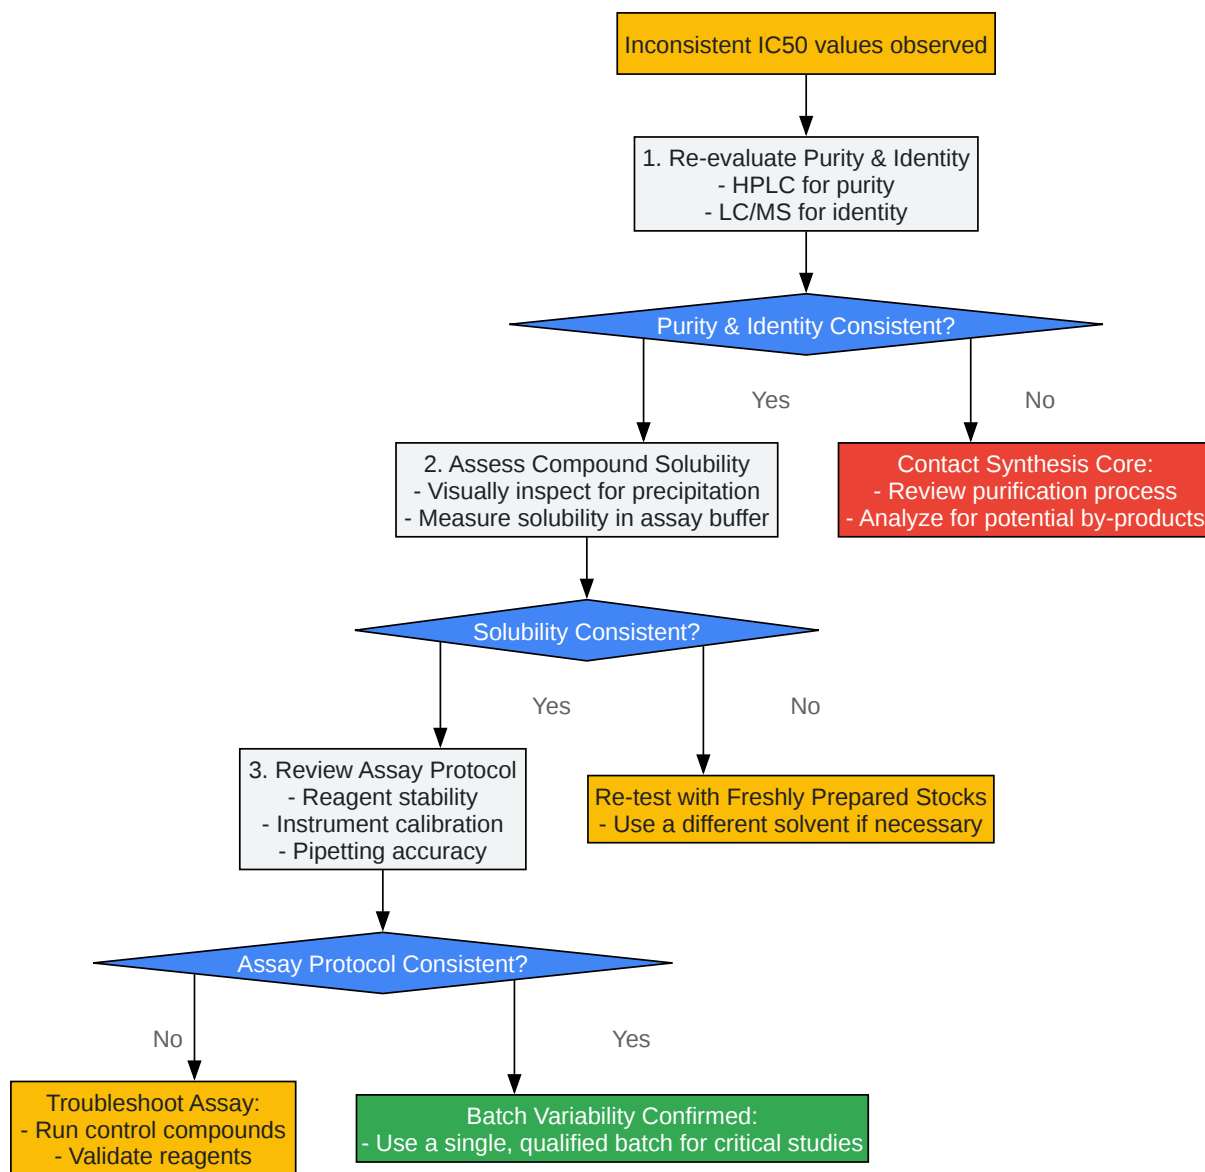 Inconsistent IC50 values observed
1. Re-evaluate Purity & Identity
- HPLC for purity
- LC/MS for identity
Purity & Identity Consistent?
Yes
No
2. Assess Compound Solubility
- Visually inspect for precipitation
- Measure solubility in assay buffer
Contact Synthesis Core:
- Review purification process
- Analyze for potential by-products
Solubility Consistent?
Yes
No
3. Review Assay Protocol
- Reagent stability
- Instrument calibration
- Pipetting accuracy
Re-test with Freshly Prepared Stocks
- Use a different solvent if necessary
Assay Protocol Consistent?
No
Yes
Troubleshoot Assay:
- Run control compounds
- Validate reagents
Batch Variability Confirmed:
- Use a single, qualified batch for critical studies